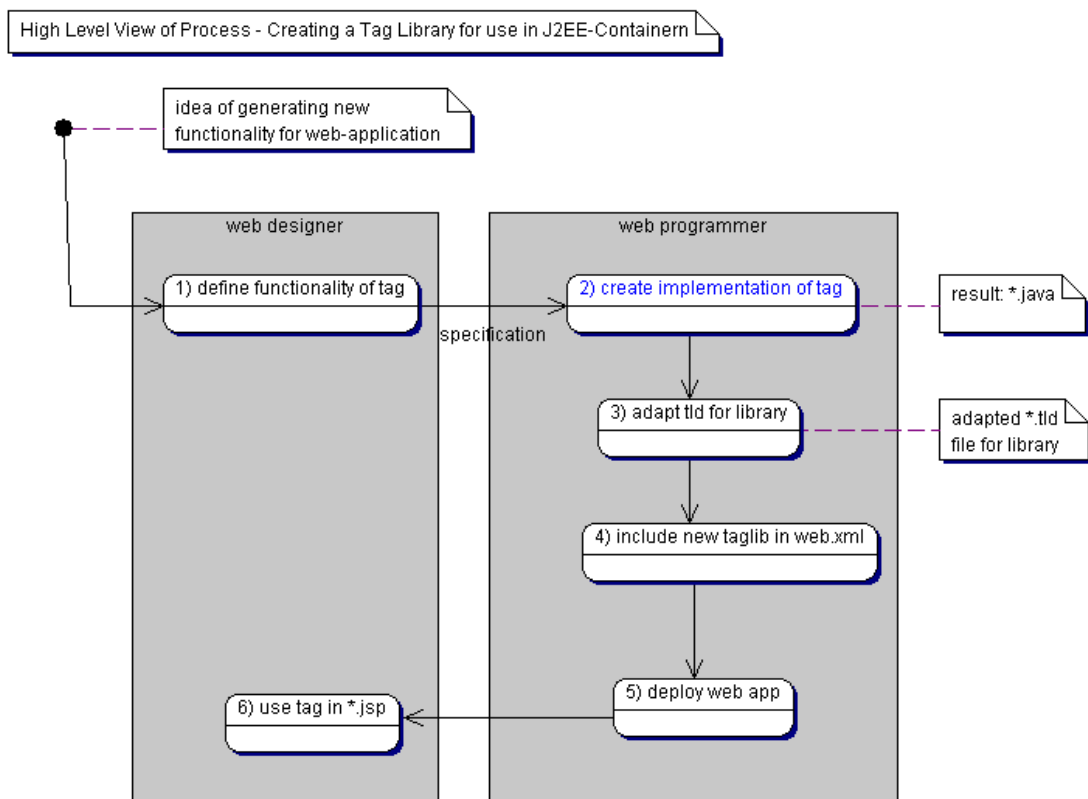 High Level View of Process - Creating a Tag Library for use in J2EE-Containern
idea of generating new
functionality for web-application
web designer
web programmer
1) define functionality of tag
specification
2) create implementation of tag
result: *.java
3) adapt tld for library
adapted *.tld
file for library
4) include new taglib in web.xml
5) deploy web app
6) use tag in *.jsp